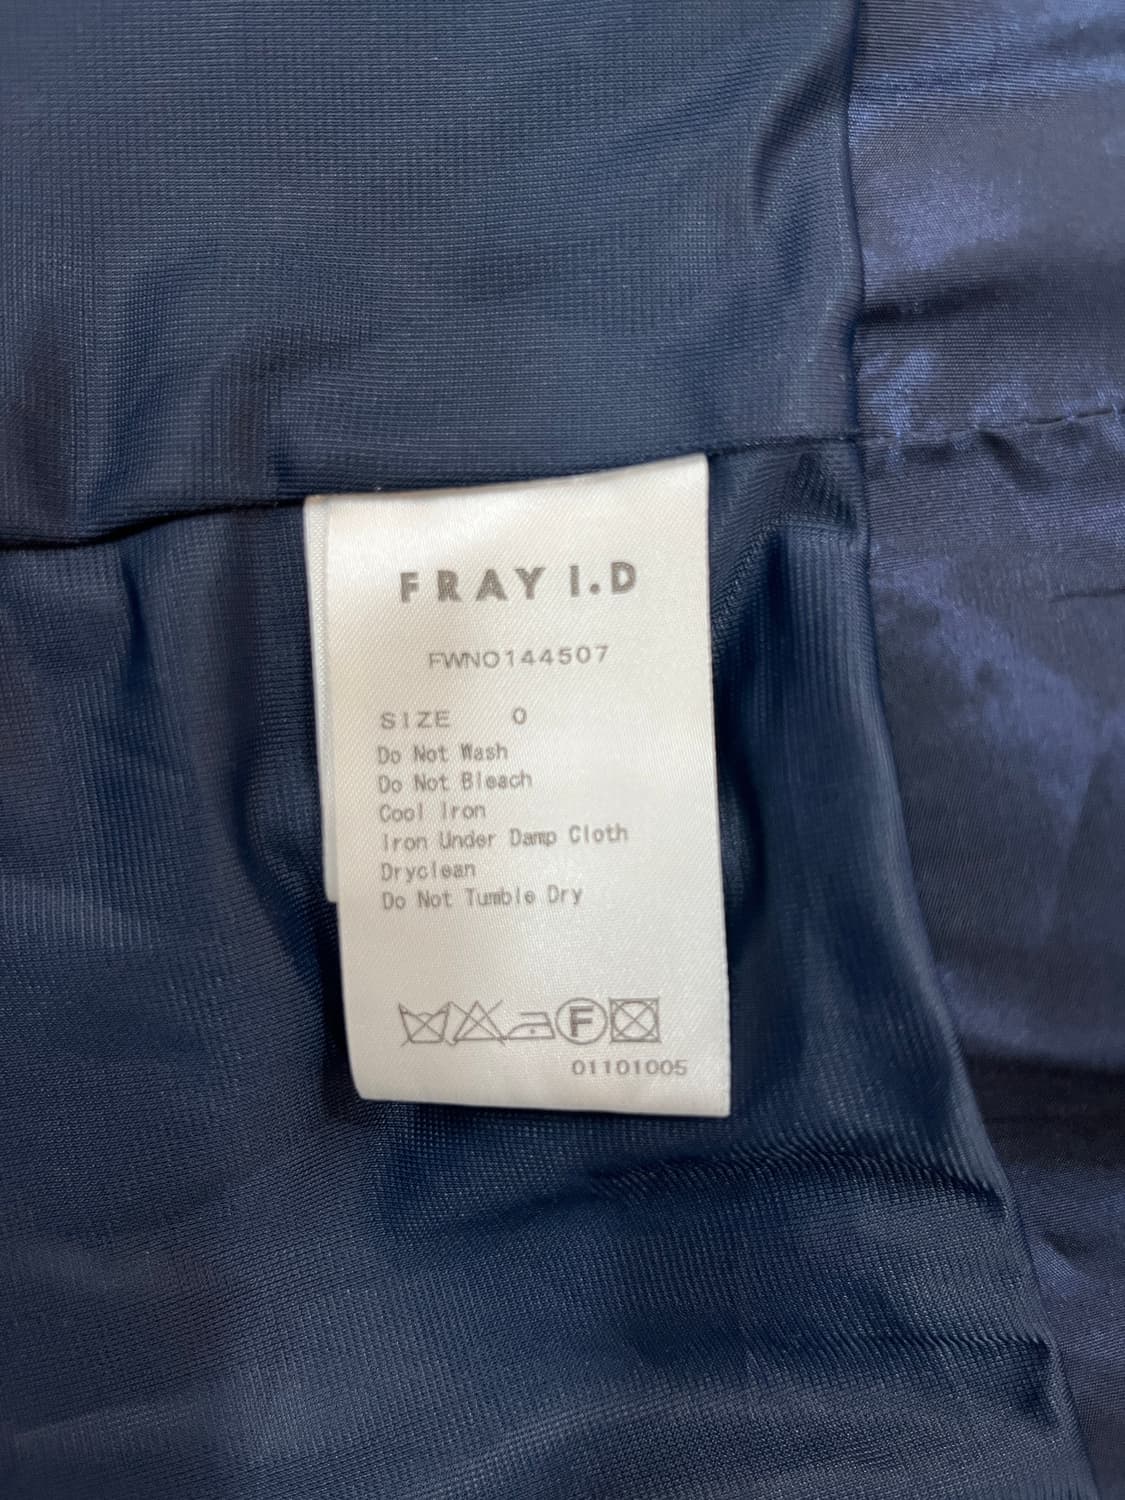 FRAY I.D
FWNO144507
SIZE 0
Do Not Wash
Do Not Bleach
Cool Iron
Iron Under Damp Cloth
Dryclean
Do Not Tumble Dry
F
01101005